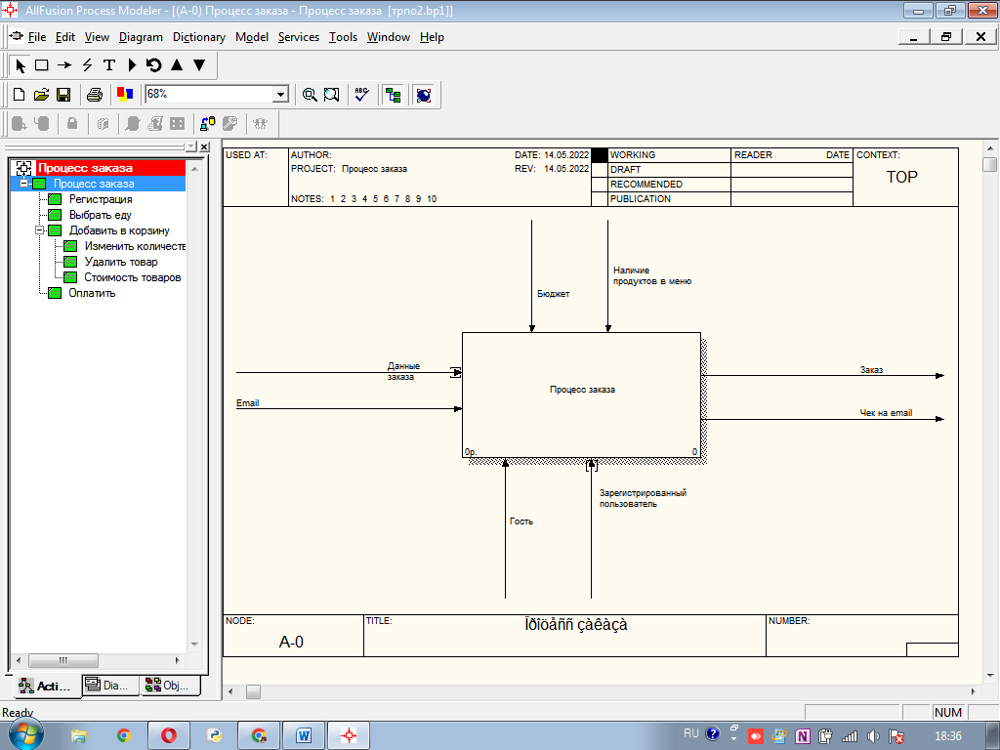 AllFusion Process Modeler - [(A-0) Процесс заказа - Процесс заказа [трпо2.bp1]]
File Edit View Diagram Dictionary Model Services Tools Window Help
68%
ABC
Процесс заказа
Процесс заказа
Регистрация
Выбрать еду
Добавить в корзину
Изменить количеств
Удалить товар
Стоимость товаров
Оплатить
Acti...
Dia...
Obj...
USED AT:
AUTHOR:
PROJECT: Процесс заказа
NOTES: 1 2 3 4 5 6 7 8 9 10
DATE: 14.05.2022
REV: 14.05.2022
WORKING
DRAFT
RECOMMENDED
PUBLICATION
READER DATE
CONTEXT:
TOP
Бюджет
Наличие
продуктов в меню
Данные
заказа
Email
Процесс заказа
0р.
0
Заказ
Чек на email
Гость
Зарегистрированный
пользователь
NODE:
A-0
TITLE:
Ïðîöåññ çàêàçà
NUMBER:
Ready
NUM
RU
18:36